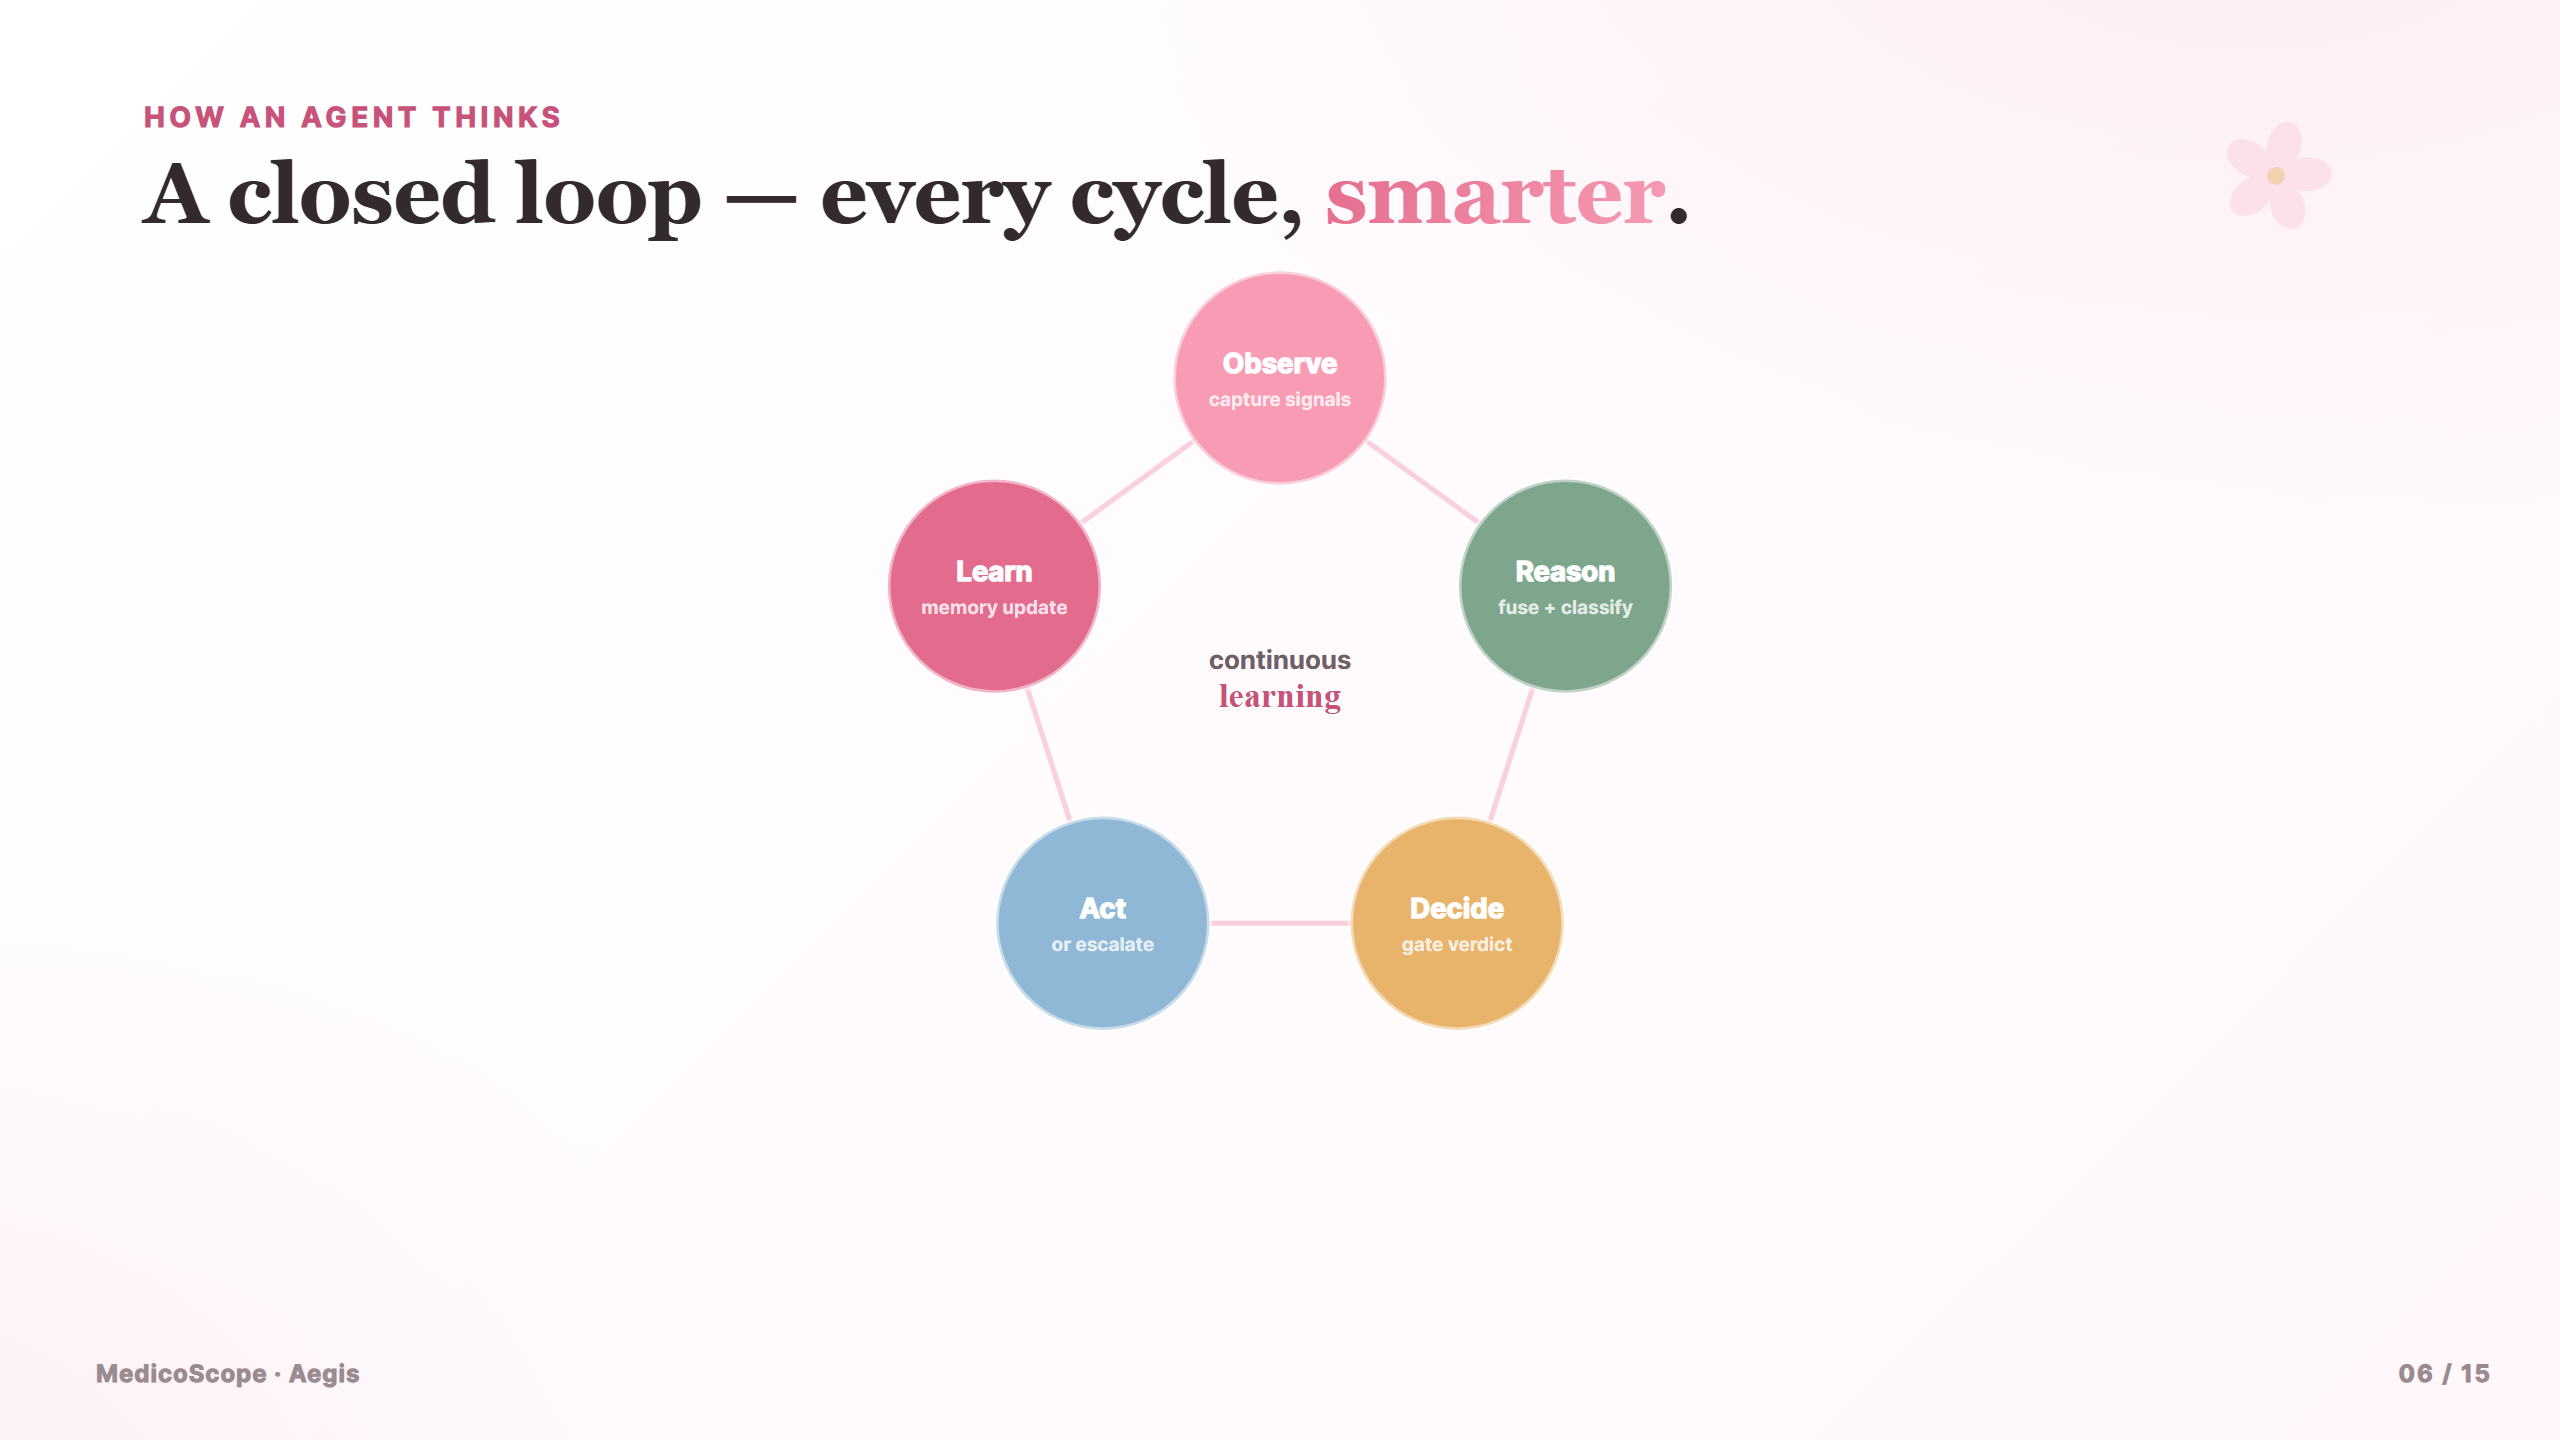 HOW AN AGENT THINKS
A closed loop — every cycle, smarter.
Observe
capture signals
Learn
memory update
Reason
fuse + classify
continuous
learning
Act
or escalate
Decide
gate verdict
MedicoScope · Aegis
06 / 15